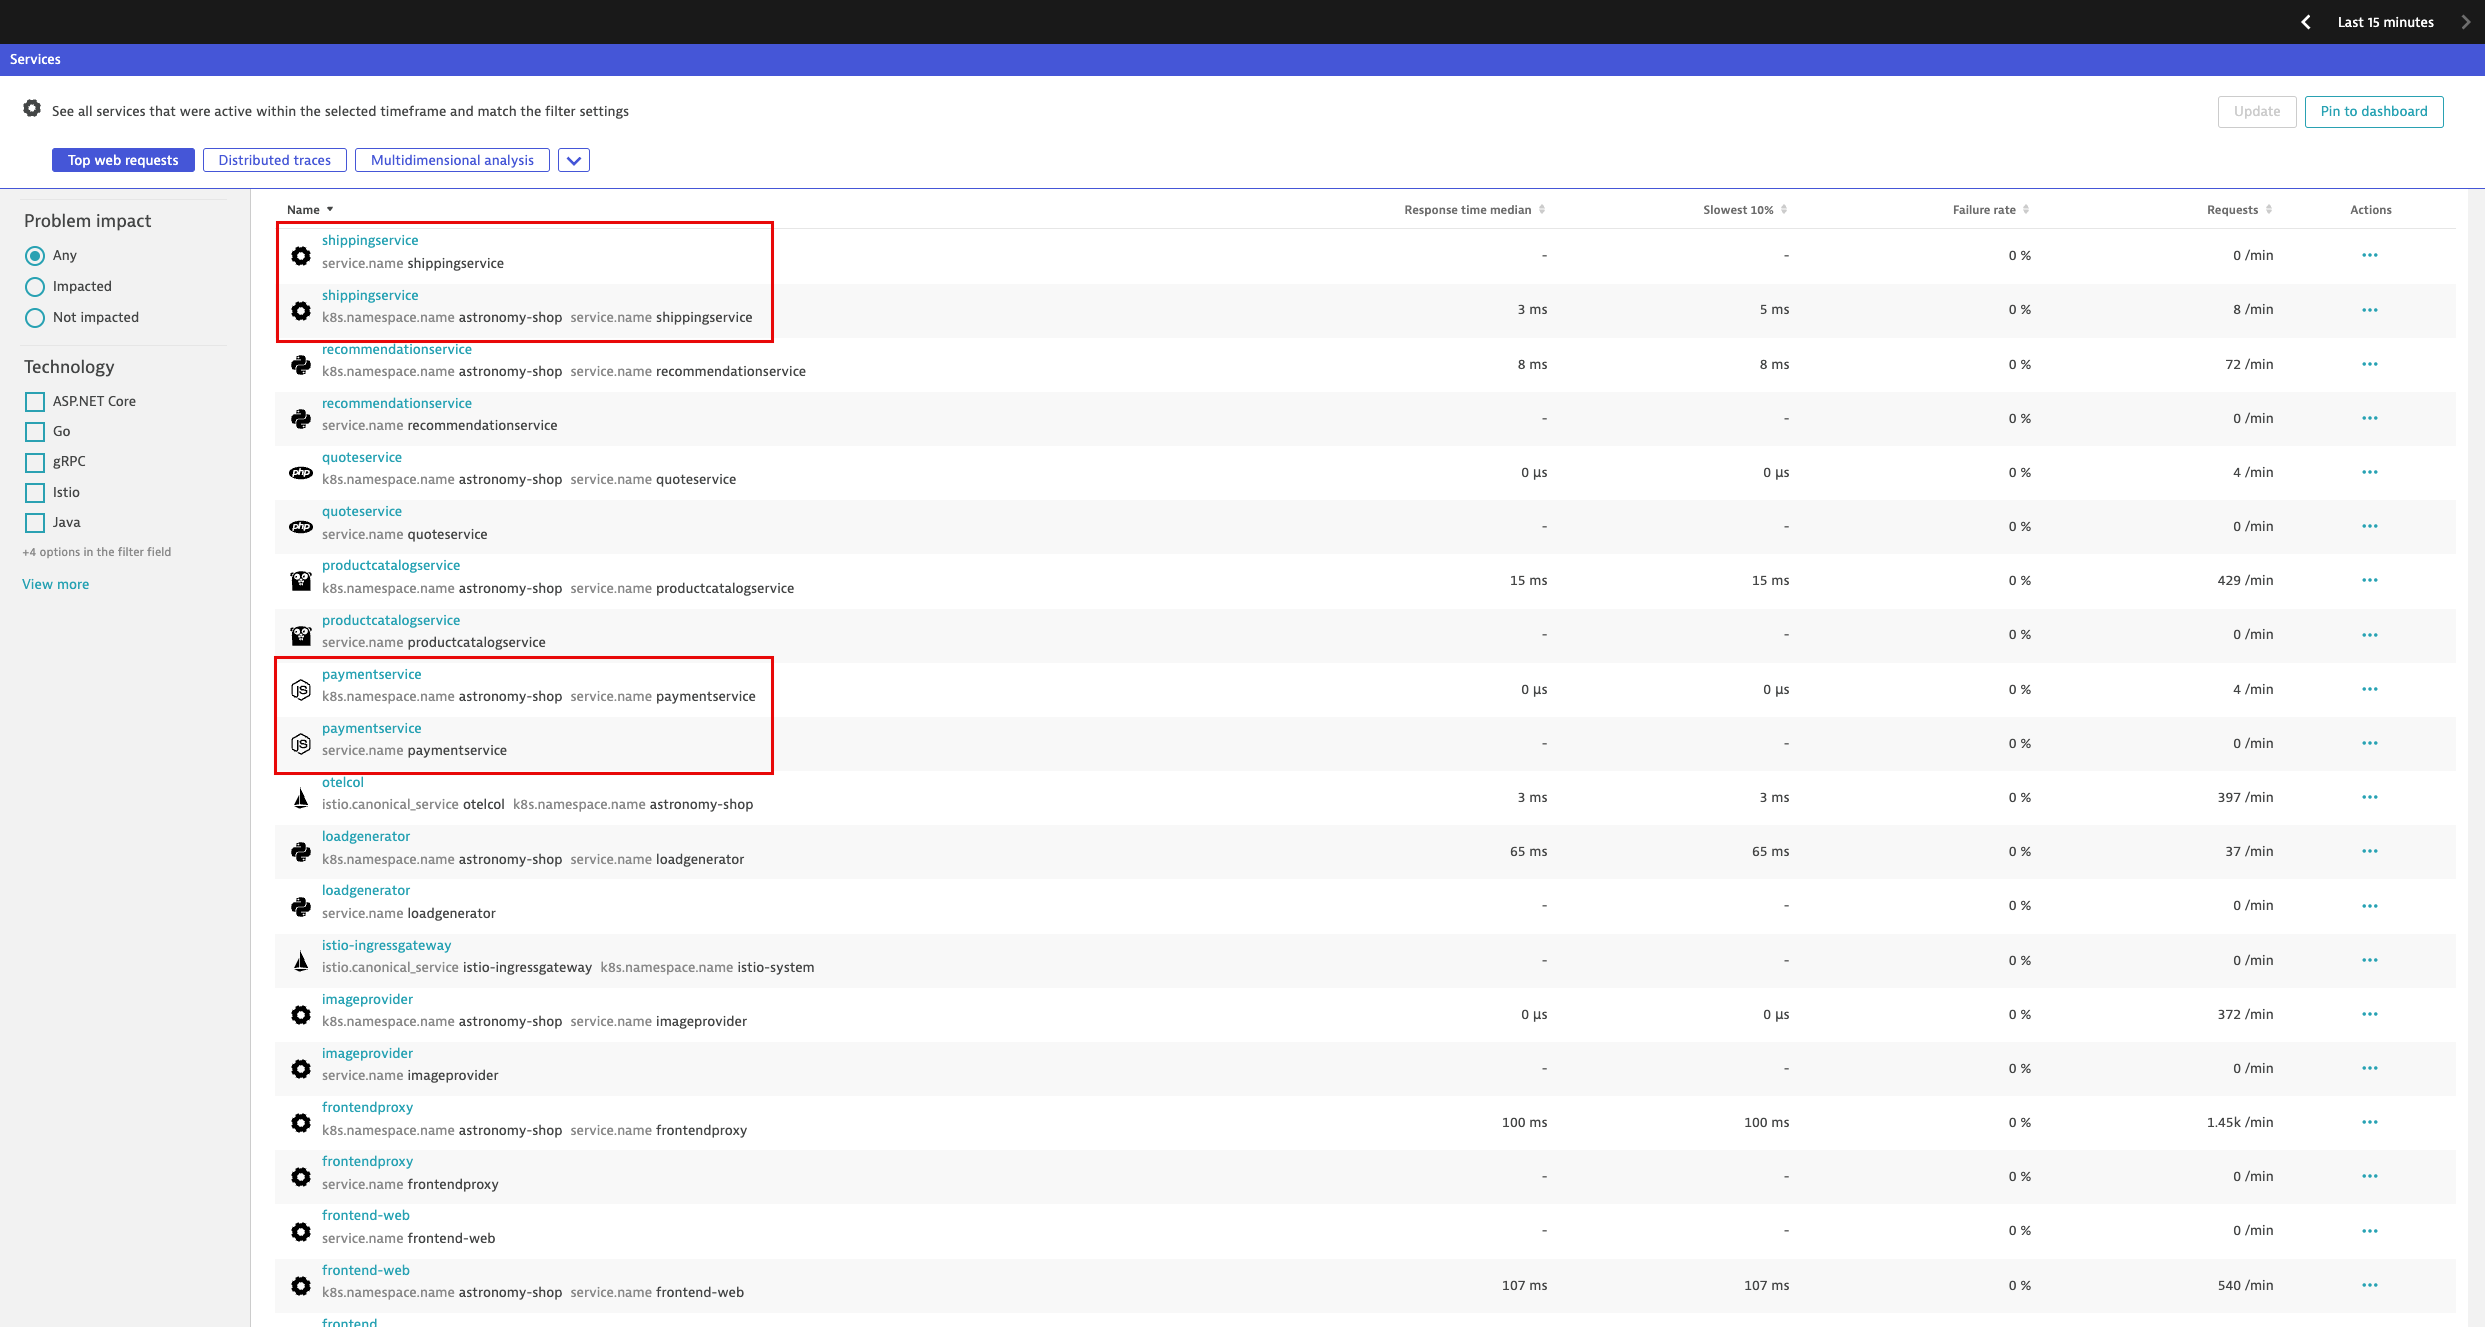 Last 15 minutes
Services
See all services that were active within the selected timeframe and match the filter settings
Update
Pin to dashboard
Top web requests
Distributed traces
Multidimensional analysis
Problem impact
Any
Impacted
Not impacted
Technology
ASP.NET Core
Go
gRPC
Istio
Java
+4 options in the filter field
View more
Name Response time median Slowest 10% Failure rate Requests Actions
shippingservice
service.name shippingservice - - 0 % 0 /min
shippingservice
k8s.namespace.name astronomy-shop service.name shippingservice 3 ms 5 ms 0 % 8 /min
recommendationservice
k8s.namespace.name astronomy-shop service.name recommendationservice 8 ms 8 ms 0 % 72 /min
recommendationservice
service.name recommendationservice - - 0 % 0 /min
php
quoteservice
k8s.namespace.name astronomy-shop service.name quoteservice 0 µs 0 µs 0 % 4 /min
php
quoteservice
service.name quoteservice - - 0 % 0 /min
productcatalogservice
k8s.namespace.name astronomy-shop service.name productcatalogservice 15 ms 15 ms 0 % 429 /min
productcatalogservice
service.name productcatalogservice - - 0 % 0 /min
JS
paymentservice
k8s.namespace.name astronomy-shop service.name paymentservice 0 µs 0 µs 0 % 4 /min
JS
paymentservice
service.name paymentservice - - 0 % 0 /min
otelcol
istio.canonical_service otelcol k8s.namespace.name astronomy-shop 3 ms 3 ms 0 % 397 /min
loadgenerator
k8s.namespace.name astronomy-shop service.name loadgenerator 65 ms 65 ms 0 % 37 /min
loadgenerator
service.name loadgenerator - - 0 % 0 /min
istio-ingressgateway
istio.canonical_service istio-ingressgateway k8s.namespace.name istio-system - - 0 % 0 /min
imageprovider
k8s.namespace.name astronomy-shop service.name imageprovider 0 µs 0 µs 0 % 372 /min
imageprovider
service.name imageprovider - - 0 % 0 /min
frontendproxy
k8s.namespace.name astronomy-shop service.name frontendproxy 100 ms 100 ms 0 % 1.45k /min
frontendproxy
service.name frontendproxy - - 0 % 0 /min
frontend-web
service.name frontend-web - - 0 % 0 /min
frontend-web
k8s.namespace.name astronomy-shop service.name frontend-web 107 ms 107 ms 0 % 540 /min
frontend